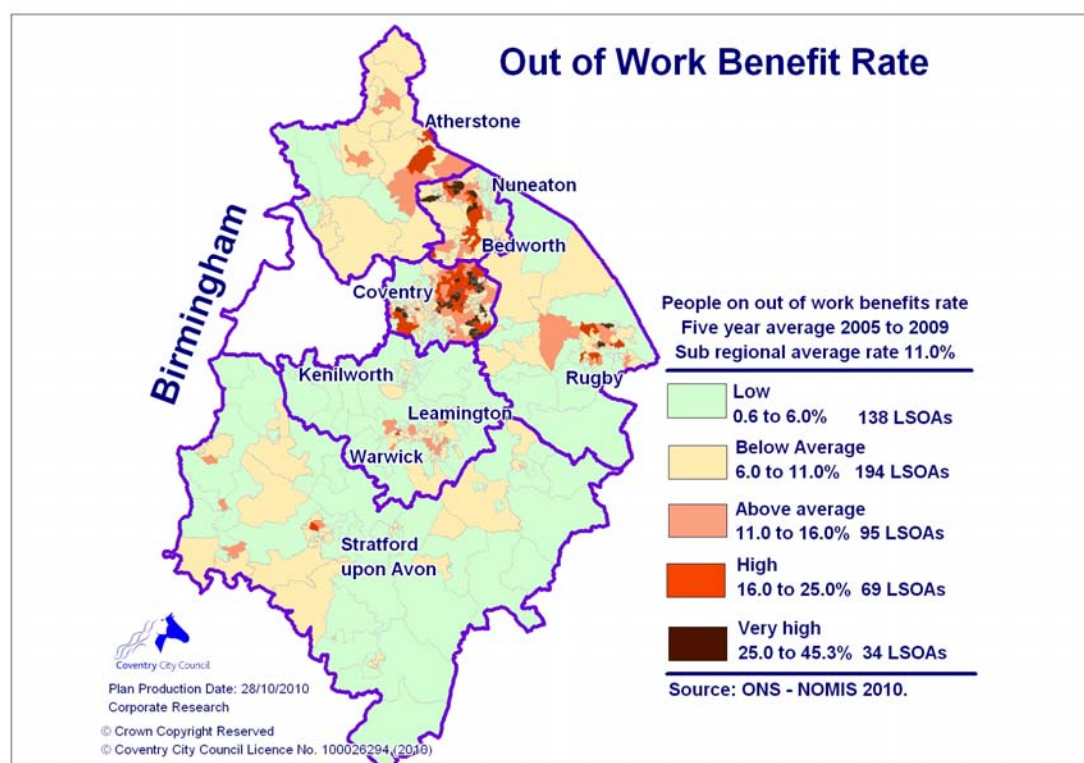 Out of Work Benefit Rate
Atherstone
Nuneaton
Bedworth
Birmingham
Coventry
Kenilworth
Leamington
Warwick
Rugby
Stratford
upon Avon
People on out of work benefits rate
Five year average 2005 to 2009
Sub regional average rate 11.0%
Low
0.6 to 6.0% 138 LSOAs
Below Average
6.0 to 11.0% 194 LSOAs
Above average
11.0 to 16.0% 95 LSOAs
High
16.0 to 25.0% 69 LSOAs
Very high
25.0 to 45.3% 34 LSOAs
Source: ONS - NOMIS 2010.
Coventry City Council
Plan Production Date: 28/10/2010
Corporate Research
© Crown Copyright Reserved
© Coventry City Council Licence No. 100026294 (2010)